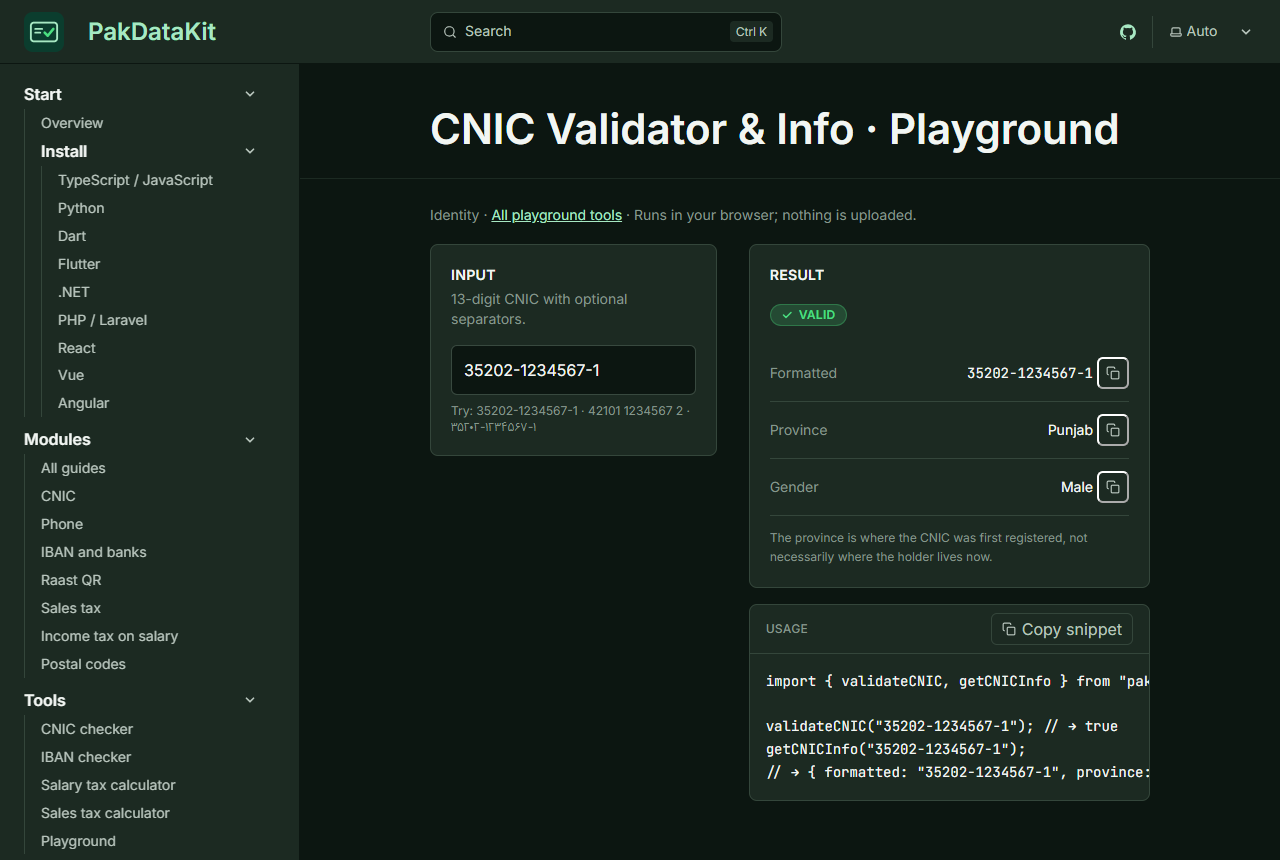 PakDataKit
Search
Ctrl K
Auto
Start
Overview
Install
TypeScript / JavaScript
Python
Dart
Flutter
.NET
PHP / Laravel
React
Vue
Angular
Modules
All guides
CNIC
Phone
IBAN and banks
Raast QR
Sales tax
Income tax on salary
Postal codes
Tools
CNIC checker
IBAN checker
Salary tax calculator
Sales tax calculator
Playground
CNIC Validator & Info · Playground
Identity · All playground tools · Runs in your browser; nothing is uploaded.
INPUT
13-digit CNIC with optional
separators.
35202-1234567-1
Try: 35202-1234567-1 · 42101 1234567 2 ·
۳۵۲۰۲-۱۲۳۴۵۶۷-۱
RESULT
VALID
Formatted
35202-1234567-1
Province
Punjab
Gender
Male
The province is where the CNIC was first registered, not
necessarily where the holder lives now.
USAGE
Copy snippet
import { validateCNIC, getCNICInfo } from "pak
validateCNIC("35202-1234567-1"); // → true
getCNICInfo("35202-1234567-1");
// → { formatted: "35202-1234567-1", province: